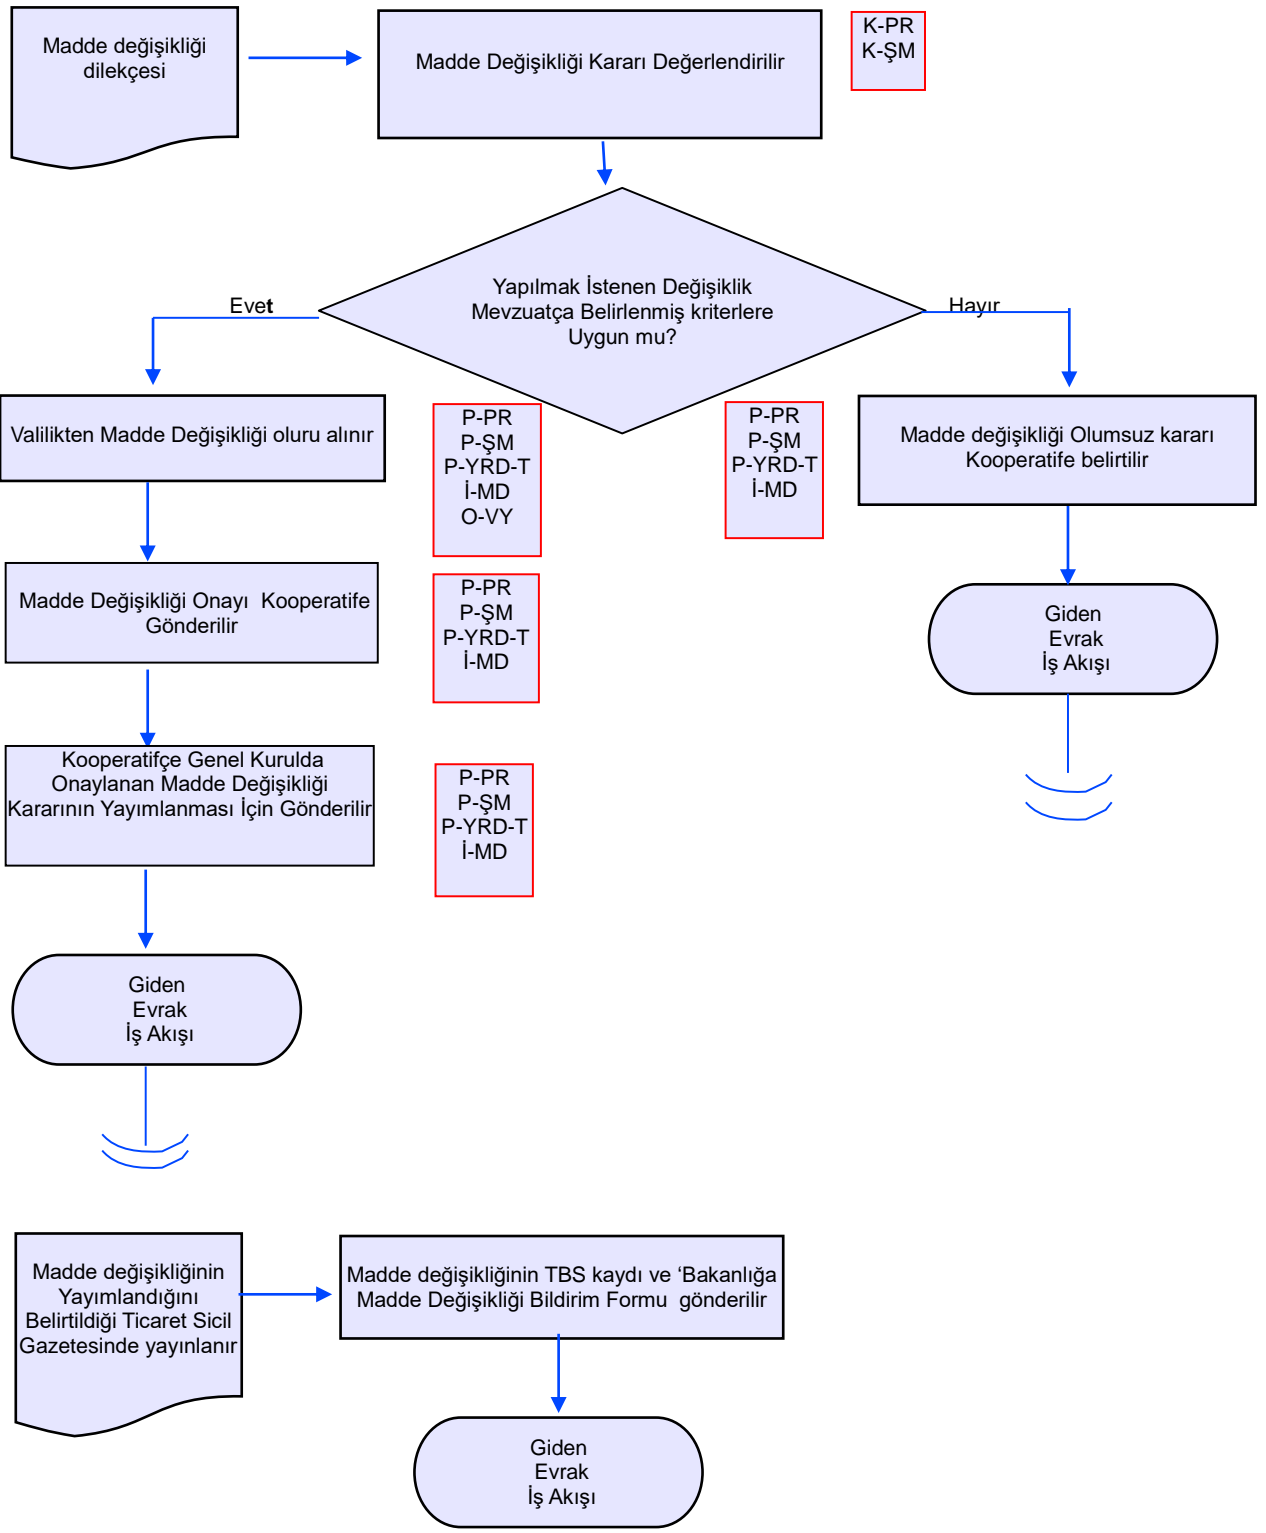 Madde değişikliği
dilekçesi
Madde Değişikliği Kararı Değerlendirilir
K-PR
K-ŞM
Yapılmak İstenen Değişiklik
Mevzuatça Belirlenmiş kriterlere
Uygun mu?
Evet
Hayır
Valilikten Madde Değişikliği oluru alınır
P-PR
P-ŞM
P-YRD-T
İ-MD
O-VY
P-PR
P-ŞM
P-YRD-T
İ-MD
Madde değişikliği Olumsuz kararı
Kooperatife belirtilir
Madde Değişikliği Onayı Kooperatife
Gönderilir
P-PR
P-ŞM
P-YRD-T
İ-MD
Giden
Evrak
İş Akışı
Kooperatifçe Genel Kurulda
Onaylanan Madde Değişikliği
Kararının Yayımlanması İçin Gönderilir
P-PR
P-ŞM
P-YRD-T
İ-MD
Giden
Evrak
İş Akışı
Madde değişikliğinin
Yayımlandığını
Belirtildiği Ticaret Sicil
Gazetesinde yayınlanır
Madde değişikliğinin TBS kaydı ve ‘Bakanlığa
Madde Değişikliği Bildirim Formu gönderilir
Giden
Evrak
İş Akışı